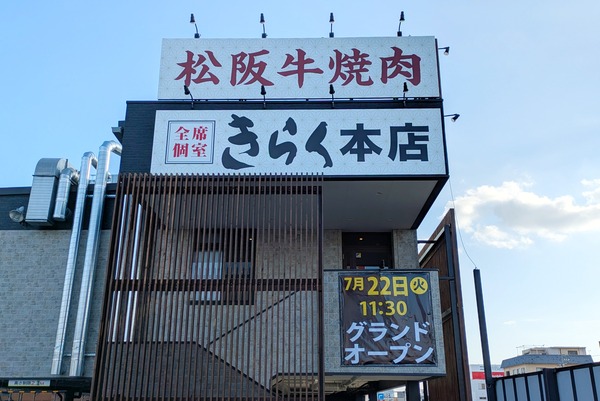 松阪牛焼肉
全席
個室
きらく本店
7月22日火
11:30
グランド
オープン